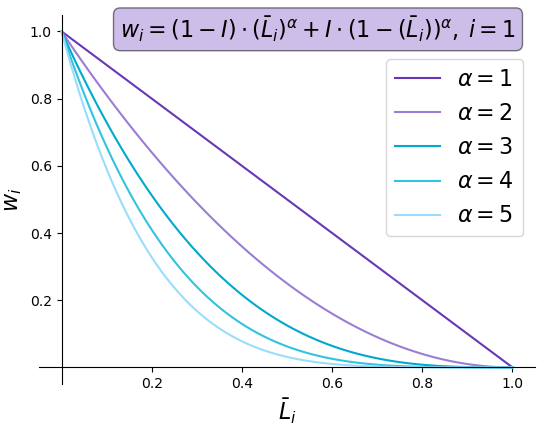 w_i = (1 − I) · (L̄_i)^α + I · (1 − (L̄_i))^α, i = 1
α = 1
α = 2
α = 3
α = 4
α = 5
1.0
0.8
0.6
0.4
0.2
w_i
0.2 0.4 0.6 0.8 1.0
L̄_i